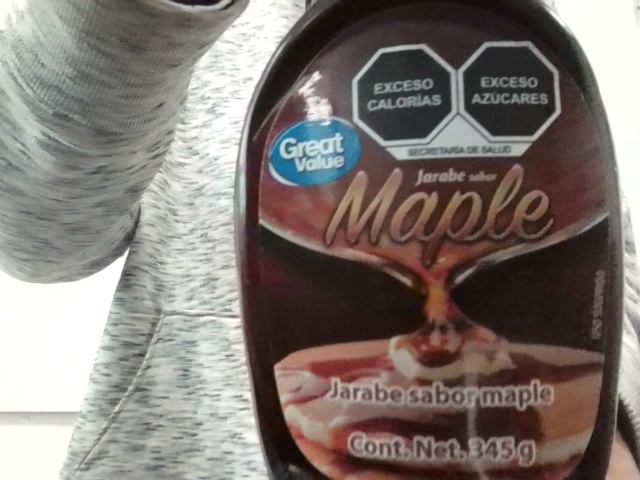 EXCESO
CALORÍAS
EXCESO
AZÚCARES
SECRETARÍA DE SALUD
Great
Value
Jarabe sabor
Maple
Jarabe sabor maple
Cont. Net. 345 g